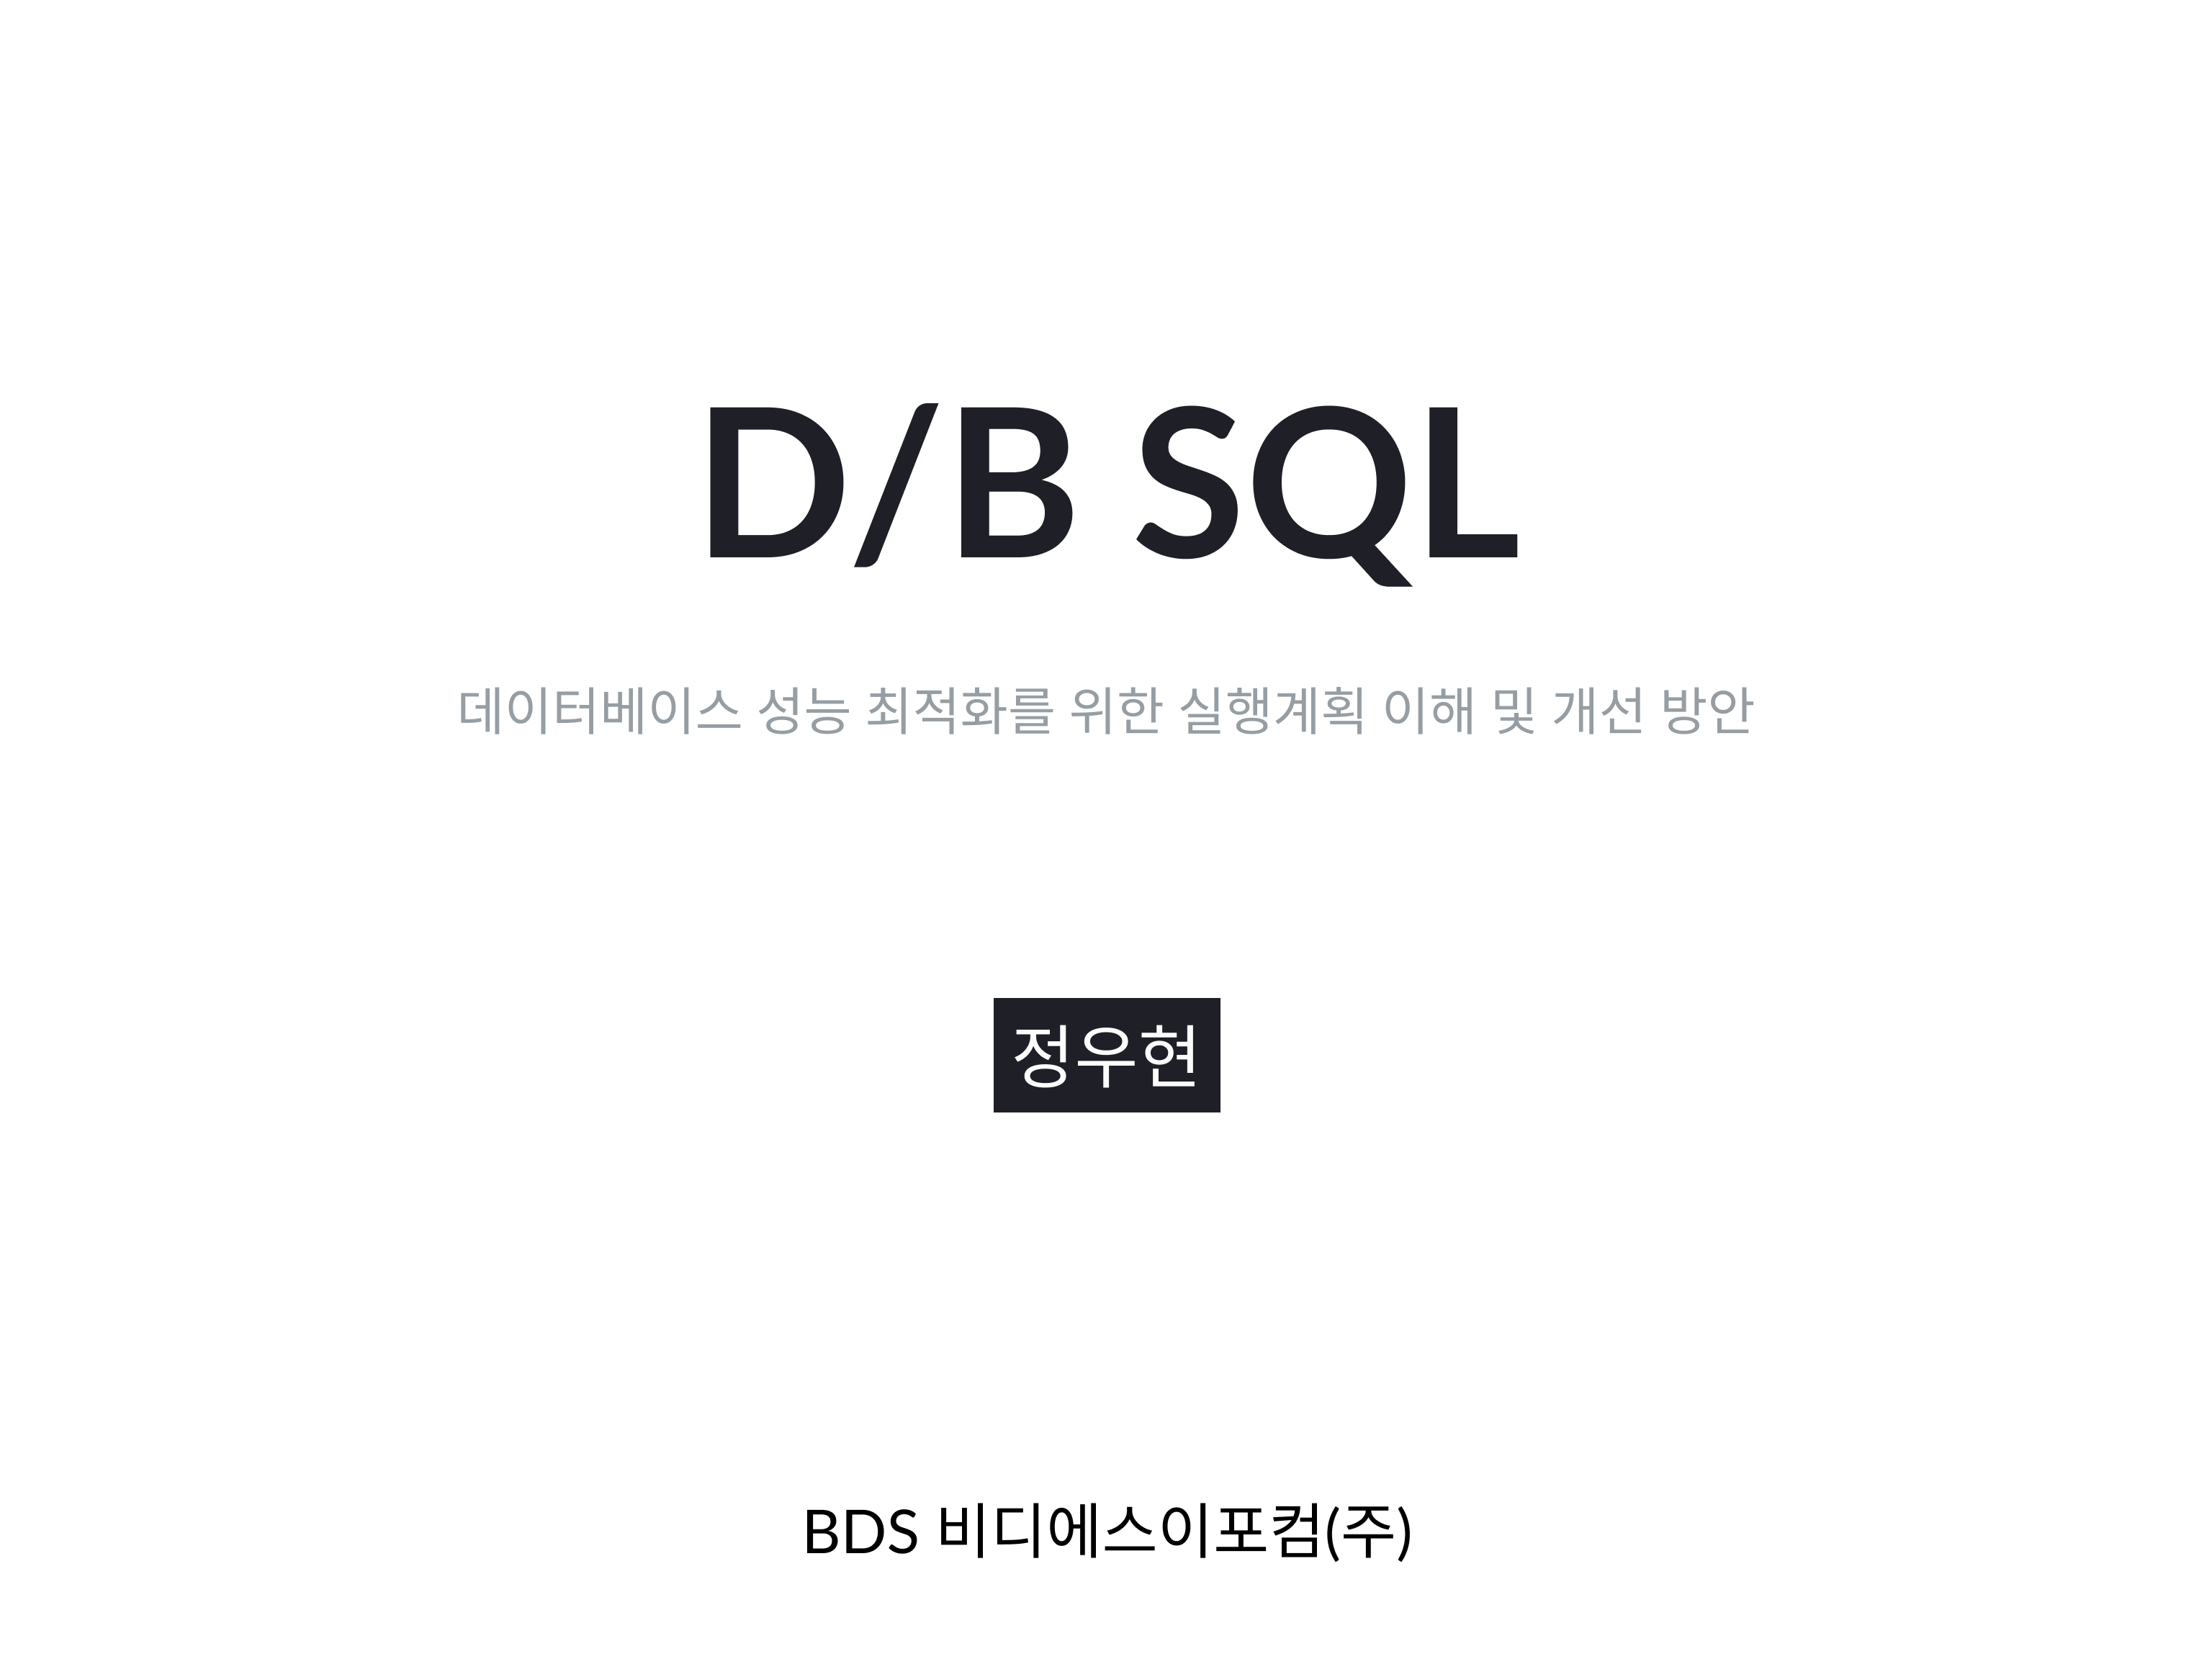 D/B SQL
데이터베이스 성능 최적화를 위한 실행계획 이해 및 개선 방안
정우현
BDS 비디에스이포컴(주)